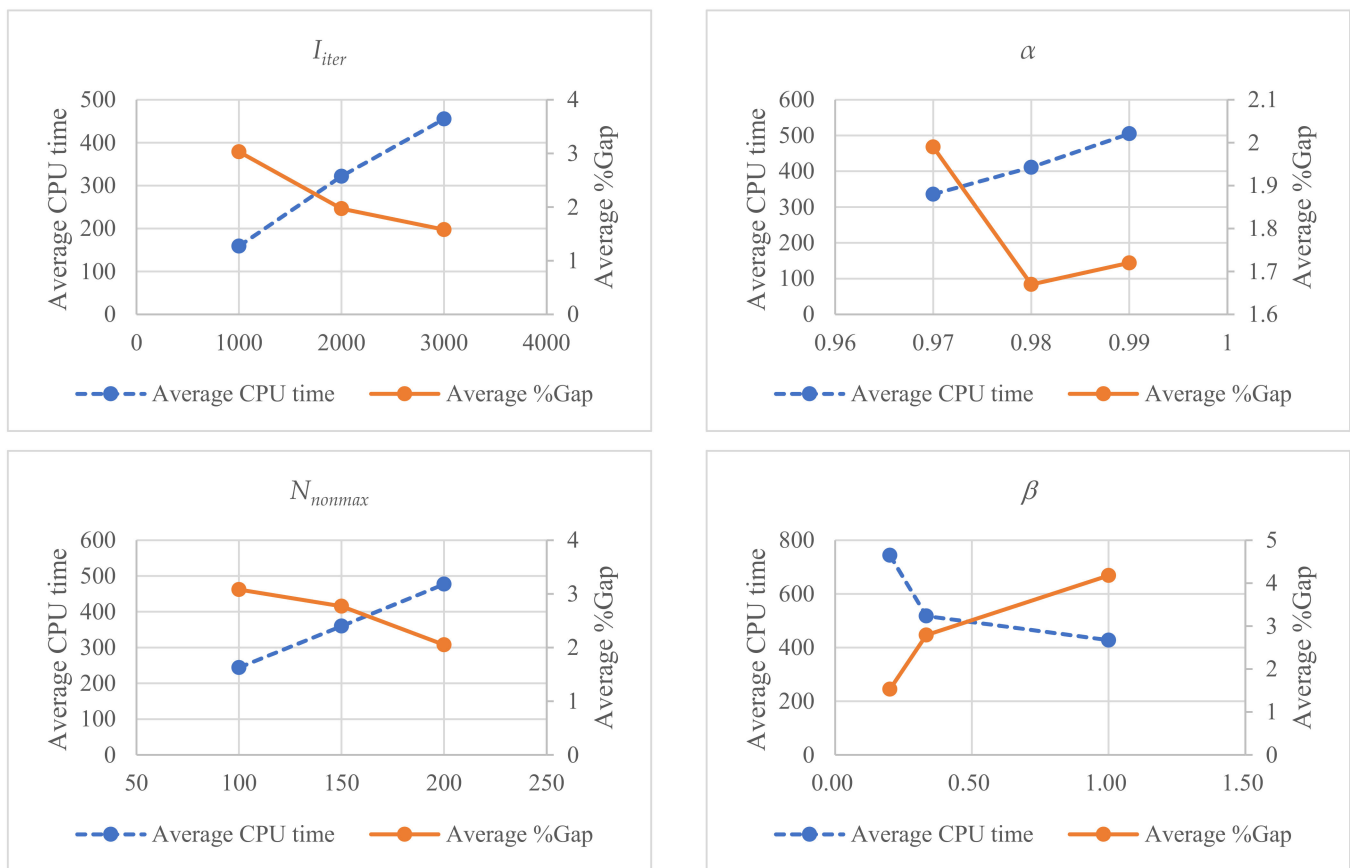 I_iter
500
400
300
200
100
0
Average CPU time
4
3
2
1
0
Average %Gap
0 1000 2000 3000 4000
Average CPU time Average %Gap
α
600
500
400
300
200
100
0
Average CPU time
2.1
2
1.9
1.8
1.7
1.6
Average %Gap
0.96 0.97 0.98 0.99 1
Average CPU time Average %Gap
N_nonmax
600
500
400
300
200
100
0
Average CPU time
4
3
2
1
0
Average %Gap
50 100 150 200 250
Average CPU time Average %Gap
β
800
600
400
200
0
Average CPU time
5
4
3
2
1
0
Average %Gap
0.00 0.50 1.00 1.50
Average CPU time Average %Gap